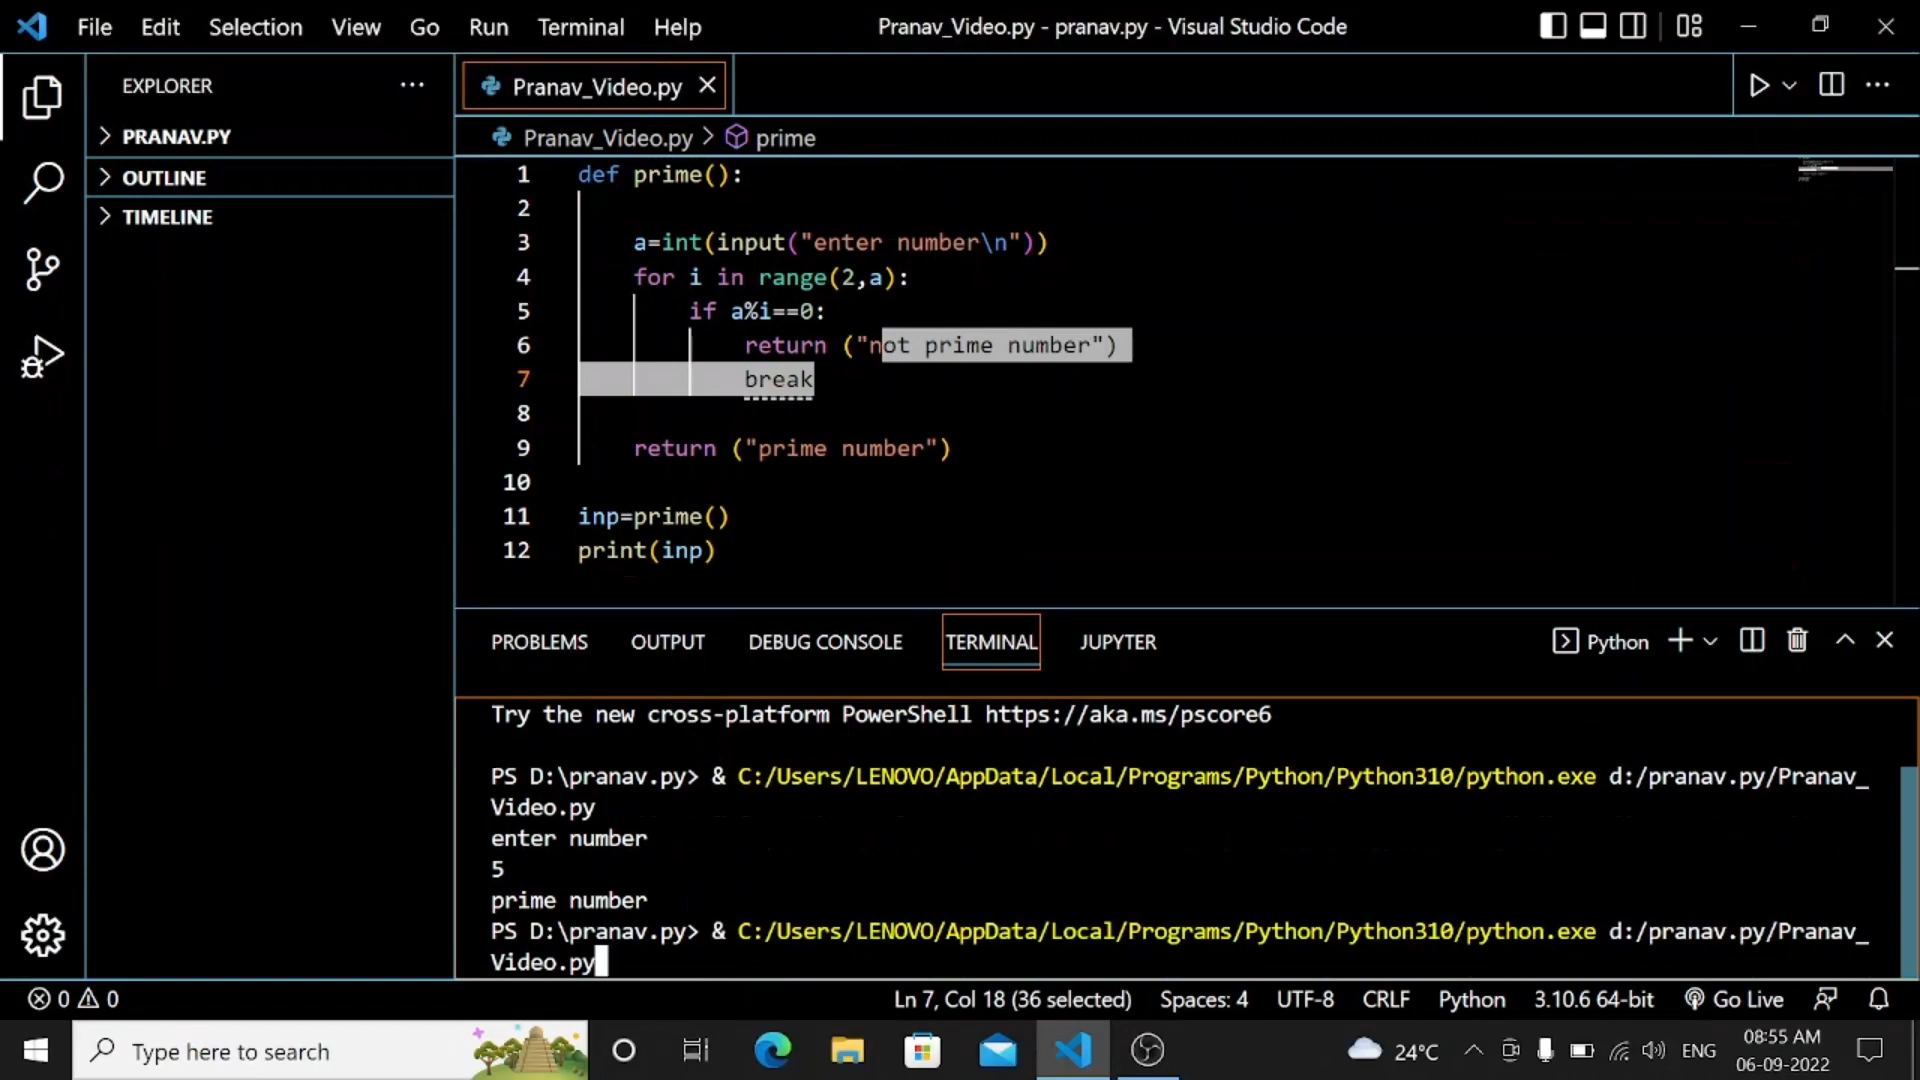 File Edit Selection View Go Run Terminal Help Pranav_Video.py - pranav.py - Visual Studio Code
EXPLORER
PRANAV.PY
OUTLINE
TIMELINE
Pranav_Video.py
Pranav_Video.py > prime
1 def prime():
2
3 a=int(input("enter number\n"))
4 for i in range(2,a):
5 if a%i==0:
6 return ("not prime number")
7 break
8
9 return ("prime number")
10
11 inp=prime()
12 print(inp)
PROBLEMS OUTPUT DEBUG CONSOLE TERMINAL JUPYTER Python
Try the new cross-platform PowerShell https://aka.ms/pscore6
PS D:\pranav.py> & C:/Users/LENOVO/AppData/Local/Programs/Python/Python310/python.exe d:/pranav.py/Pranav_
Video.py
enter number
5
prime number
PS D:\pranav.py> & C:/Users/LENOVO/AppData/Local/Programs/Python/Python310/python.exe d:/pranav.py/Pranav_
Video.py
0 0 Ln 7, Col 18 (36 selected) Spaces: 4 UTF-8 CRLF Python 3.10.6 64-bit Go Live
Type here to search 24°C ENG 08:55 AM
06-09-2022